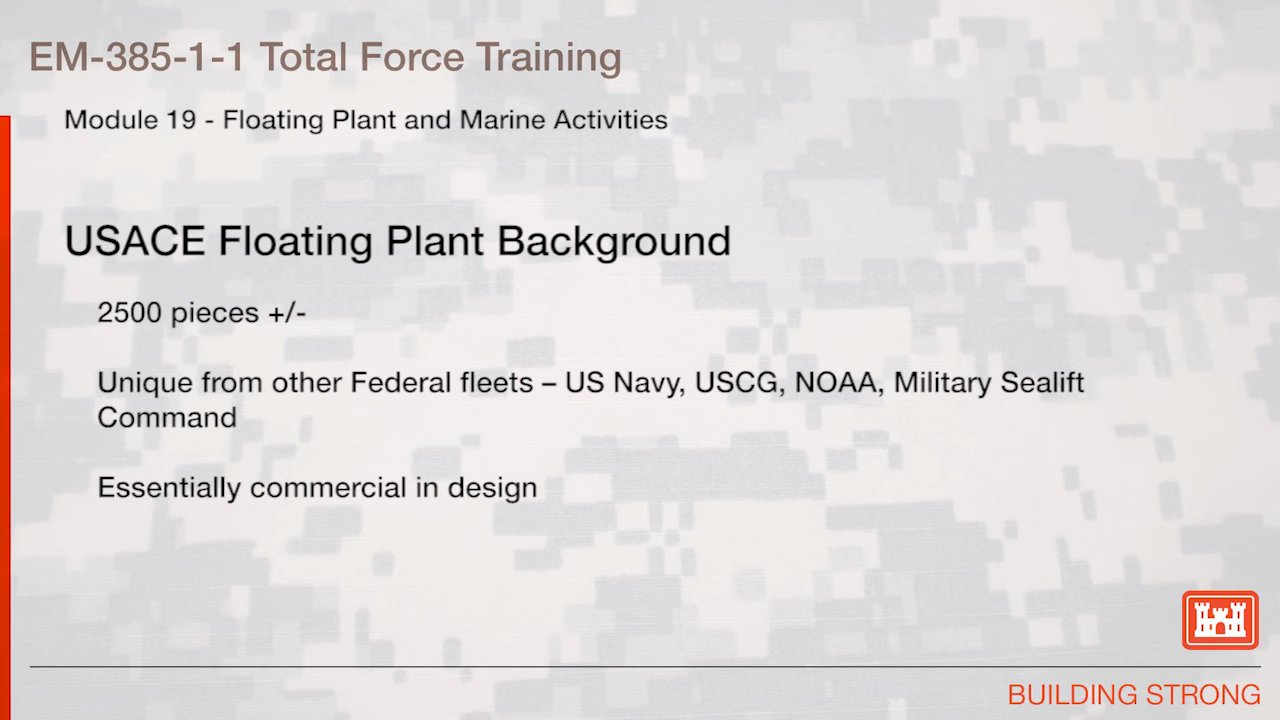 EM-385-1-1 Total Force Training
Module 19 - Floating Plant and Marine Activities
USACE Floating Plant Background
2500 pieces +/-
Unique from other Federal fleets – US Navy, USCG, NOAA, Military Sealift
Command
Essentially commercial in design
BUILDING STRONG